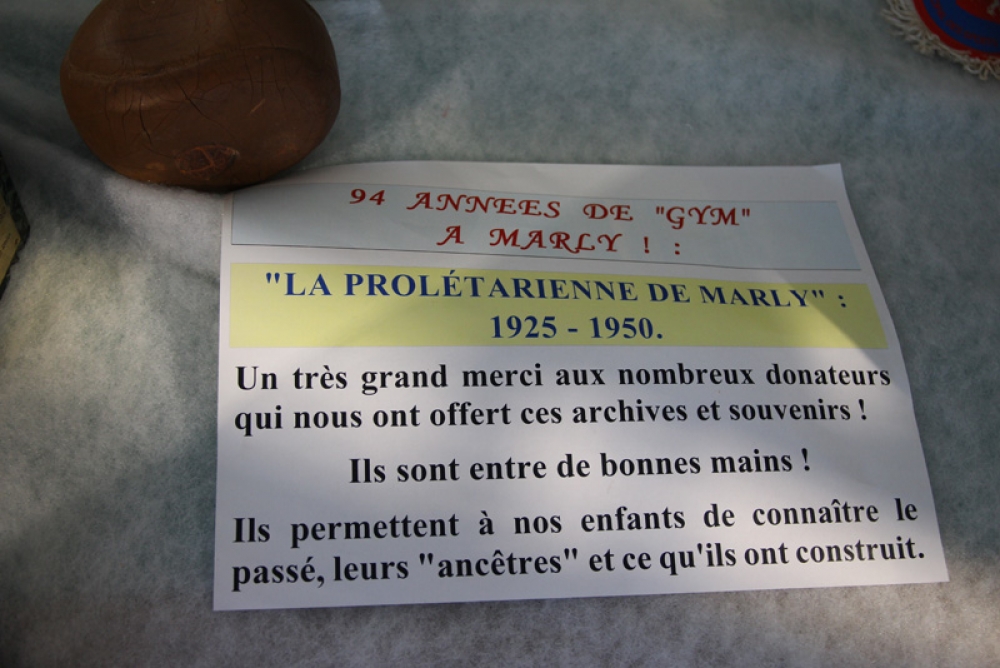 94 ANNEES DE "GYM"
A MARLY ! :
"LA PROLÉTARIENNE DE MARLY" :
1925 - 1950.
Un très grand merci aux nombreux donateurs
qui nous ont offert ces archives et souvenirs !
Ils sont entre de bonnes mains !
Ils permettent à nos enfants de connaître le
passé, leurs "ancêtres" et ce qu'ils ont construit.